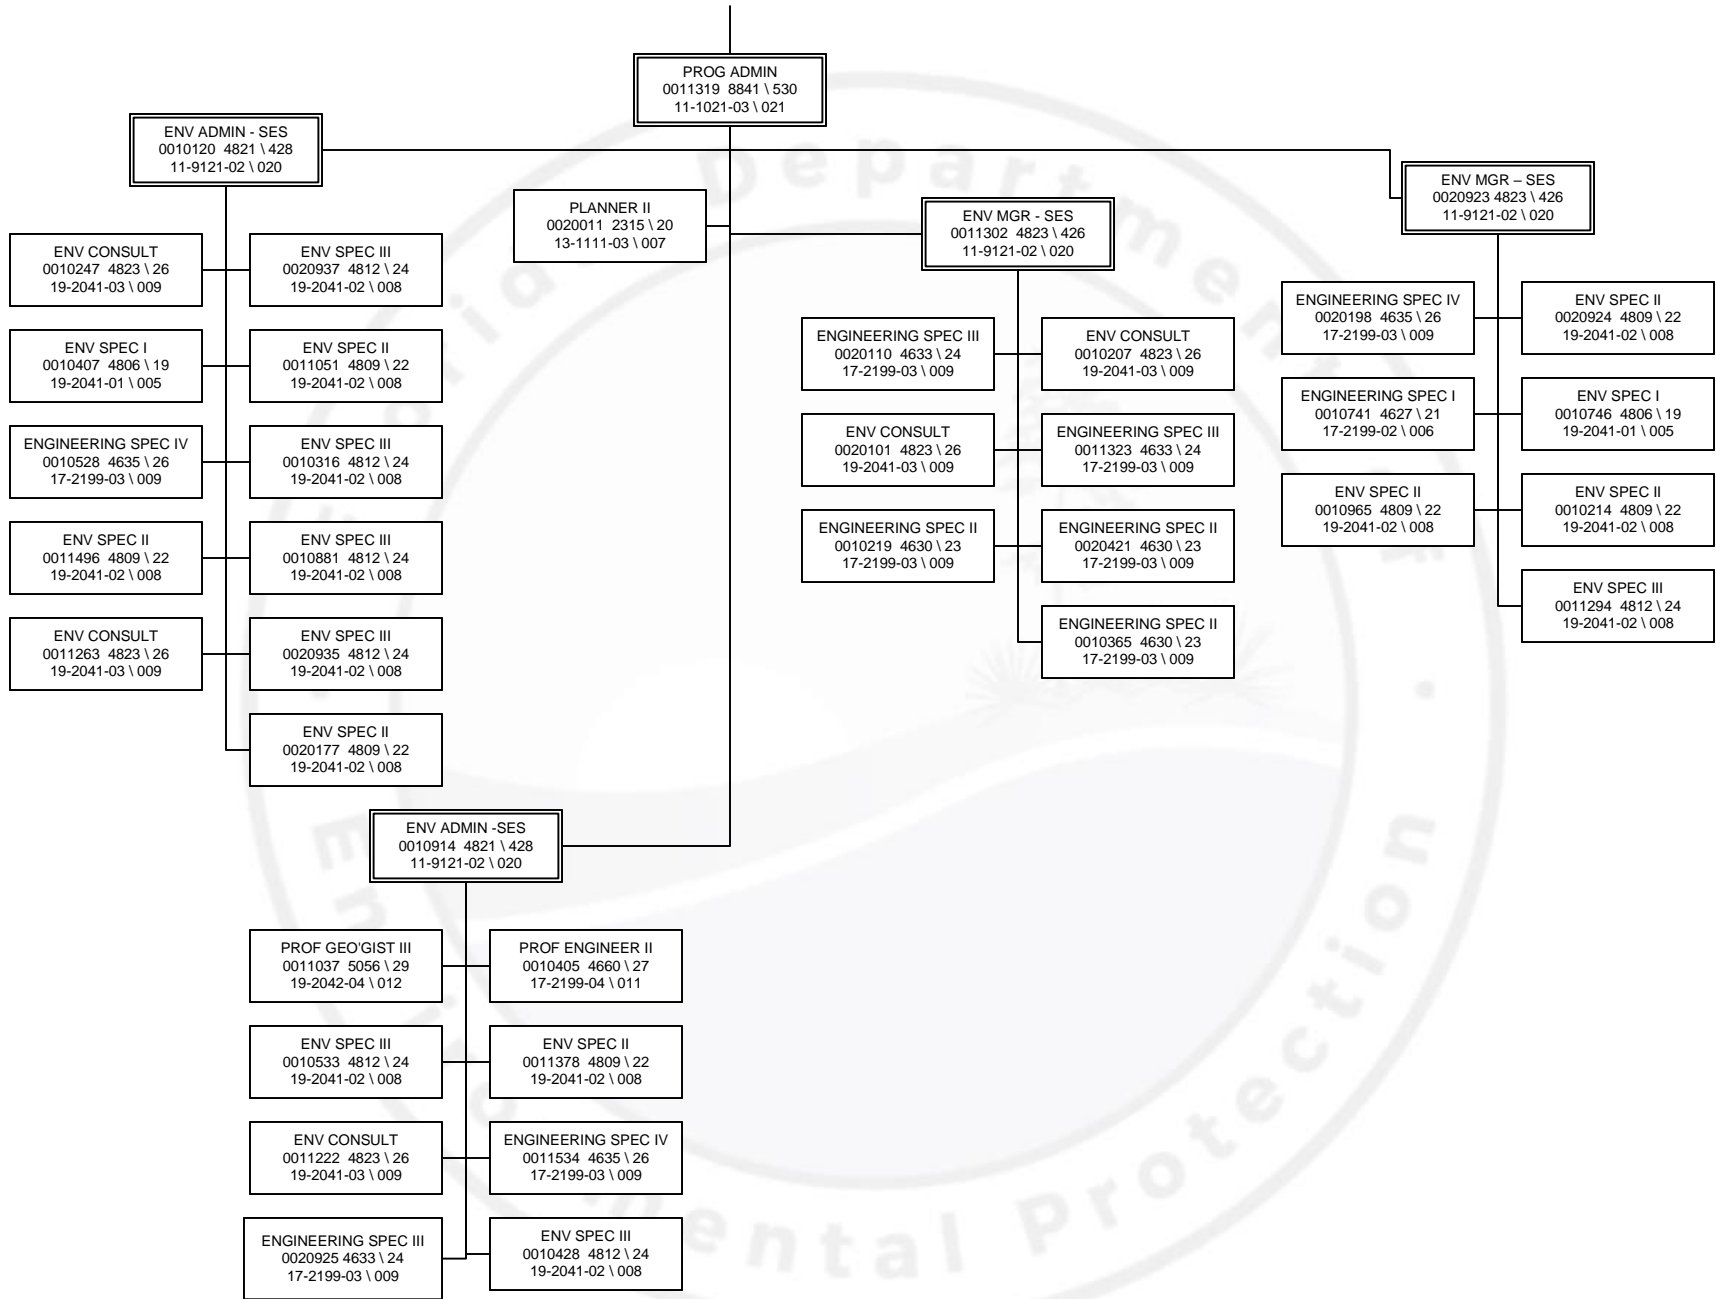 PROG ADMIN
0011319 8841 \ 530
11-1021-03 \ 021
ENV ADMIN - SES
0010120 4821 \ 428
11-9121-02 \ 020
ENV CONSULT
0010247 4823 \ 26
19-2041-03 \ 009
ENV SPEC III
0020937 4812 \ 24
19-2041-02 \ 008
ENV SPEC I
0010407 4806 \ 19
19-2041-01 \ 005
ENV SPEC II
0011051 4809 \ 22
19-2041-02 \ 008
ENGINEERING SPEC IV
0010528 4635 \ 26
17-2199-03 \ 009
ENV SPEC III
0010316 4812 \ 24
19-2041-02 \ 008
ENV SPEC II
0011496 4809 \ 22
19-2041-02 \ 008
ENV SPEC III
0010881 4812 \ 24
19-2041-02 \ 008
ENV CONSULT
0011263 4823 \ 26
19-2041-03 \ 009
ENV SPEC III
0020935 4812 \ 24
19-2041-02 \ 008
ENV SPEC II
0020177 4809 \ 22
19-2041-02 \ 008
PLANNER II
0020011 2315 \ 20
13-1111-03 \ 007
ENV MGR - SES
0011302 4823 \ 426
11-9121-02 \ 020
ENGINEERING SPEC III
0020110 4633 \ 24
17-2199-03 \ 009
ENV CONSULT
0010207 4823 \ 26
19-2041-03 \ 009
ENV CONSULT
0020101 4823 \ 26
19-2041-03 \ 009
ENGINEERING SPEC III
0011323 4633 \ 24
17-2199-03 \ 009
ENGINEERING SPEC II
0010219 4630 \ 23
17-2199-03 \ 009
ENGINEERING SPEC II
0020421 4630 \ 23
17-2199-03 \ 009
ENGINEERING SPEC II
0010365 4630 \ 23
17-2199-03 \ 009
ENV MGR – SES
0020923 4823 \ 426
11-9121-02 \ 020
ENGINEERING SPEC IV
0020198 4635 \ 26
17-2199-03 \ 009
ENV SPEC II
0020924 4809 \ 22
19-2041-02 \ 008
ENGINEERING SPEC I
0010741 4627 \ 21
17-2199-02 \ 006
ENV SPEC I
0010746 4806 \ 19
19-2041-01 \ 005
ENV SPEC II
0010965 4809 \ 22
19-2041-02 \ 008
ENV SPEC II
0010214 4809 \ 22
19-2041-02 \ 008
ENV SPEC III
0011294 4812 \ 24
19-2041-02 \ 008
ENV ADMIN -SES
0010914 4821 \ 428
11-9121-02 \ 020
PROF GEO'GIST III
0011037 5056 \ 29
19-2042-04 \ 012
PROF ENGINEER II
0010405 4660 \ 27
17-2199-04 \ 011
ENV SPEC III
0010533 4812 \ 24
19-2041-02 \ 008
ENV SPEC II
0011378 4809 \ 22
19-2041-02 \ 008
ENV CONSULT
0011222 4823 \ 26
19-2041-03 \ 009
ENGINEERING SPEC IV
0011534 4635 \ 26
17-2199-03 \ 009
ENGINEERING SPEC III
0020925 4633 \ 24
17-2199-03 \ 009
ENV SPEC III
0010428 4812 \ 24
19-2041-02 \ 008
Department of
Protection